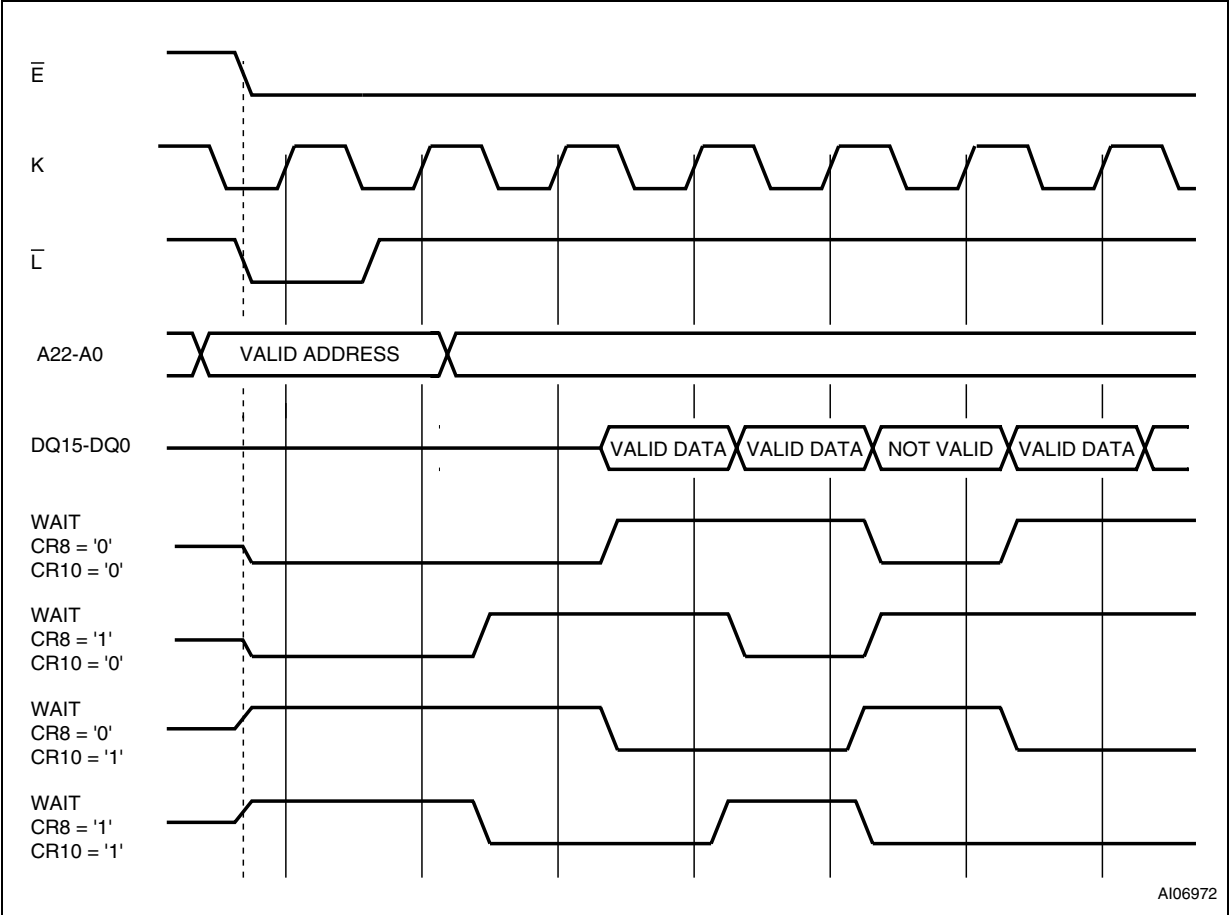 E
K
L
A22-A0
VALID ADDRESS
DQ15-DQ0
VALID DATA
VALID DATA
NOT VALID
VALID DATA
WAIT
CR8 = '0'
CR10 = '0'
WAIT
CR8 = '1'
CR10 = '0'
WAIT
CR8 = '0'
CR10 = '1'
WAIT
CR8 = '1'
CR10 = '1'
AI06972